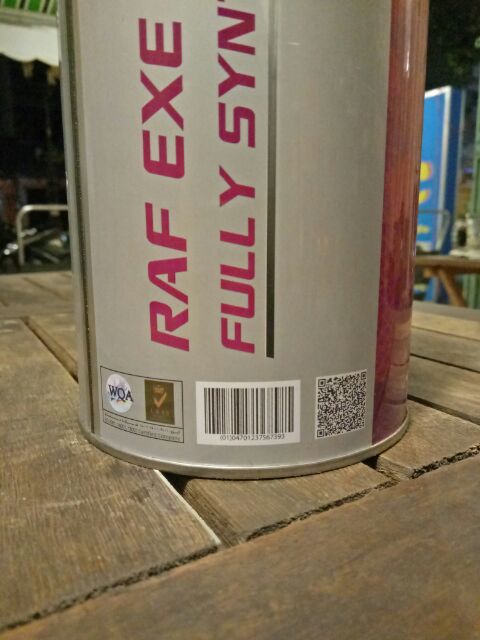 RAF EXE
FULLY SYN
WQA
(01)04701237567393